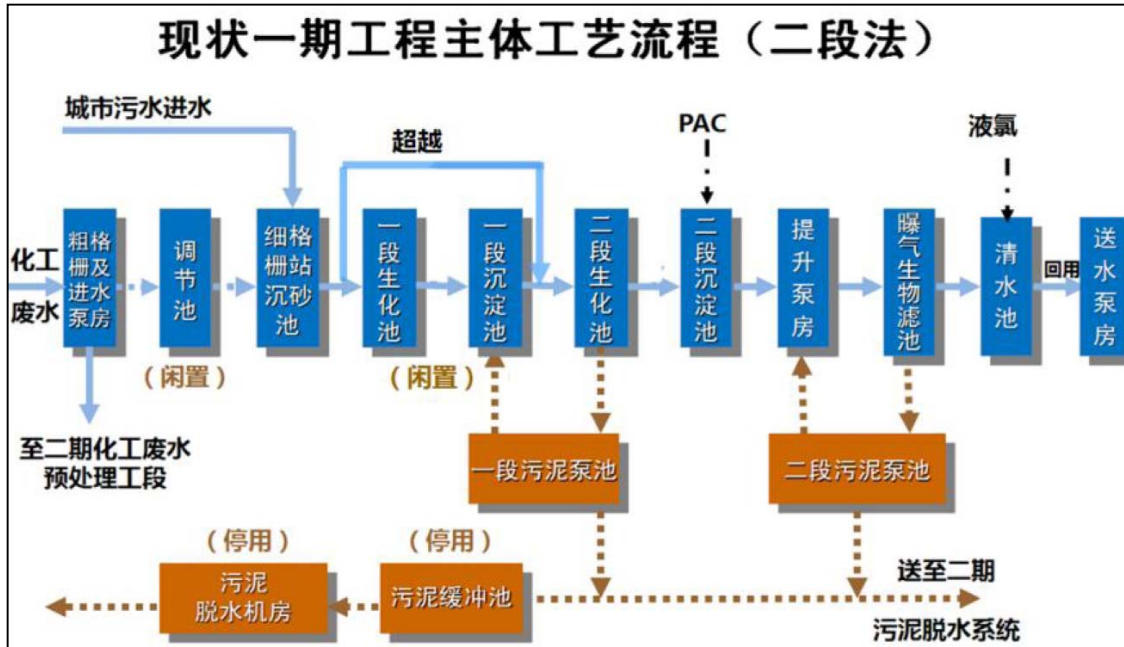 现状一期工程主体工艺流程（二段法）
城市污水进水
超越
PAC
液氯
化工
废水
粗格
栅及
进水
泵房
调节池
细格
栅站
沉砂
池
一段生化池
一段沉淀池
二段生化池
二段沉淀池
提升泵房
曝气生物滤池
清水池
回用
送水泵房
（闲置）
（闲置）
至二期化工废水
预处理工段
一段污泥泵池
二段污泥泵池
（停用）
（停用）
污泥
脱水机房
污泥缓冲池
送至二期
污泥脱水系统